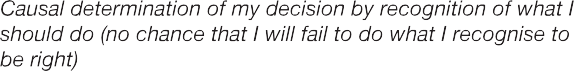 Causal determination of my decision by recognition of what I
should do (no chance that I will fail to do what I recognise to
be right)